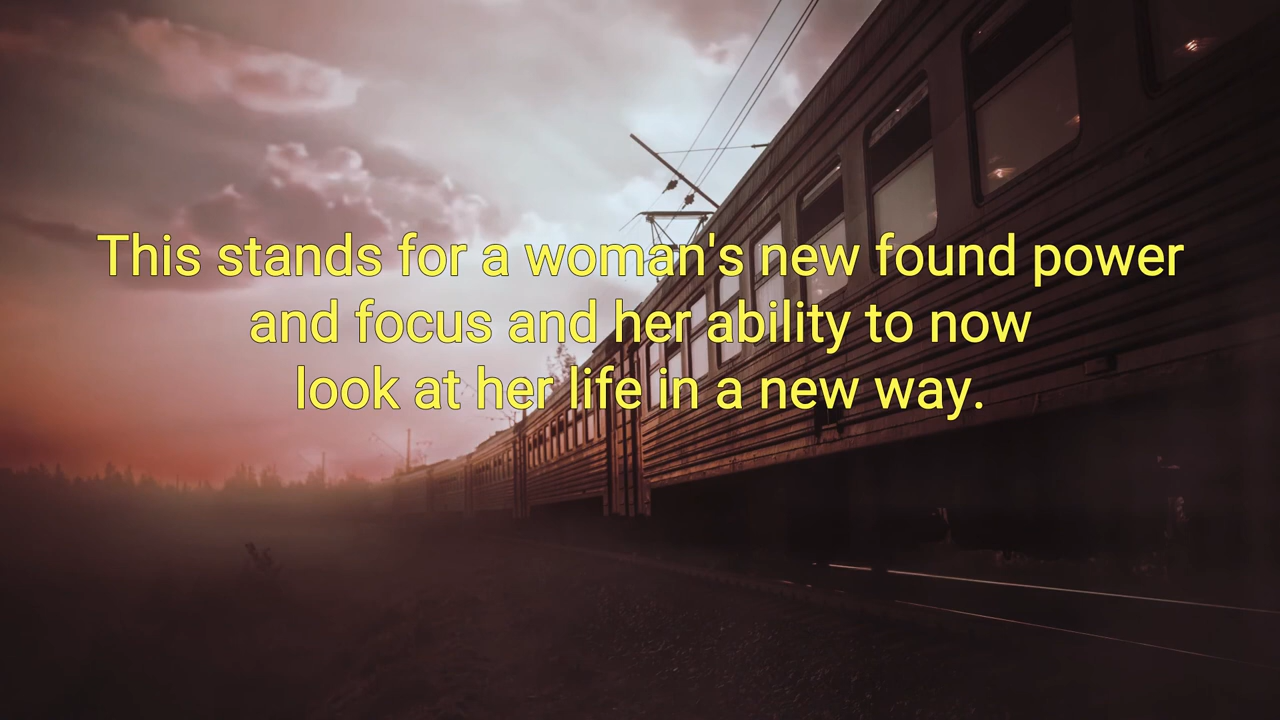 This stands for a woman's new found power
and focus and her ability to now
look at her life in a new way.